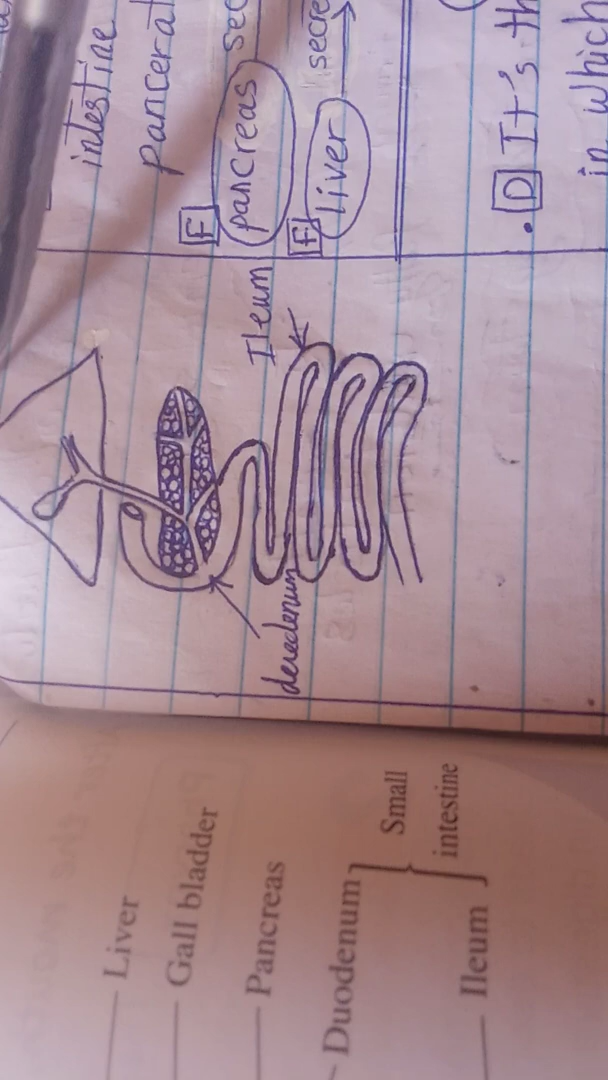 intestine
pancerat
F
pancreas sec
F
liver secre
D It's th
in which
Ileum
deuedenum
Liver
Gall bladder
Pancreas
Duodenum
Small
intestine
Ileum